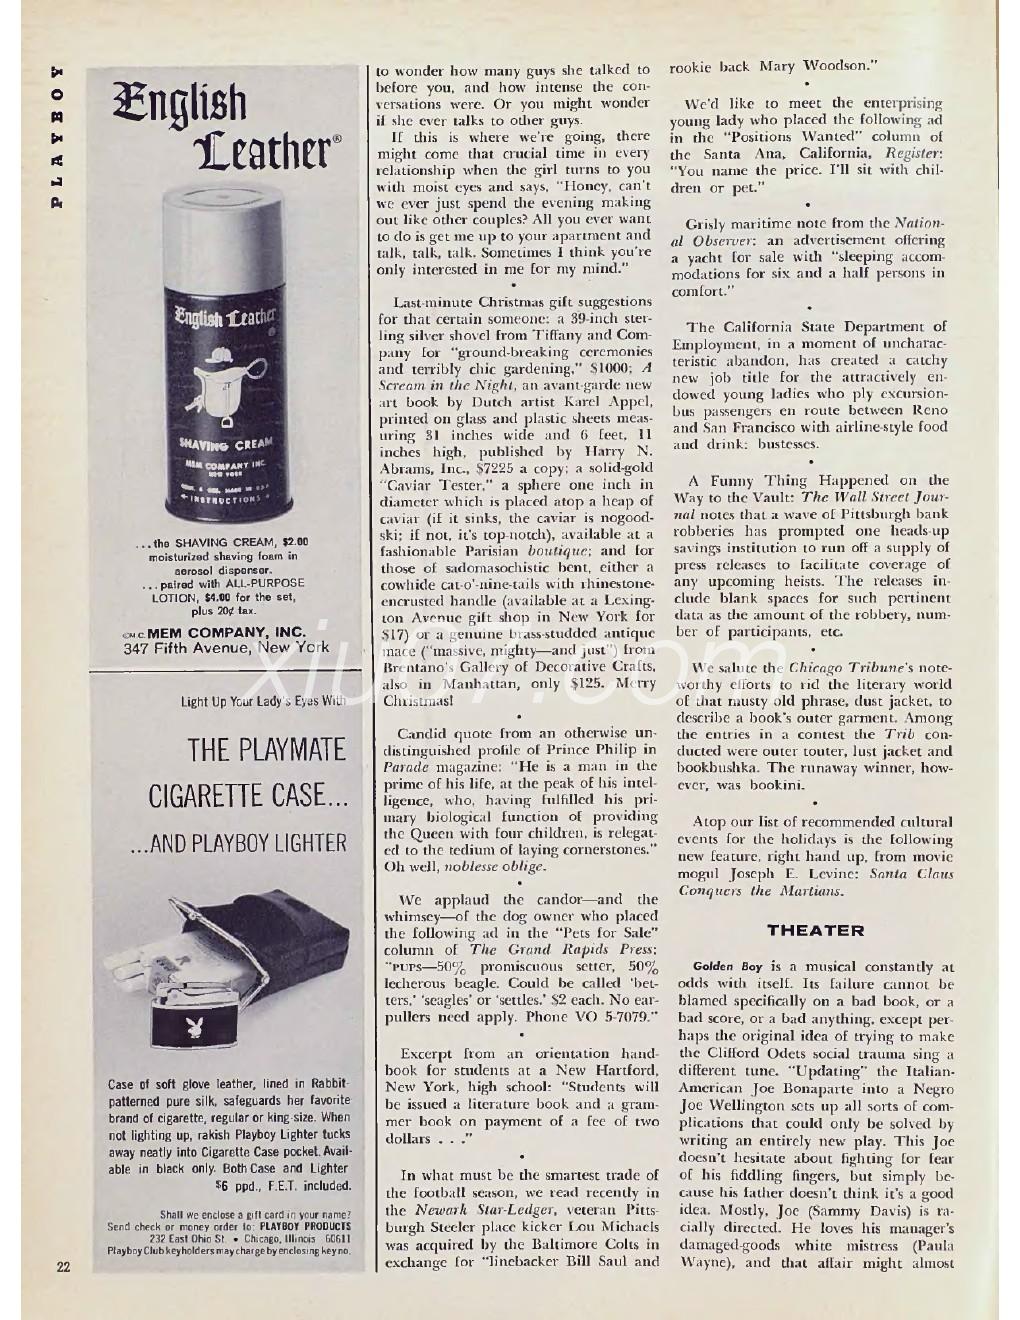 PLAYBOY
English
Leather®
English Leather
®
SHAVING CREAM
MEM COMPANY INC.
NEW YORK
INSTRUCTIONS
...the SHAVING CREAM, $2.00
moisturized shaving foam in
aerosol dispenser.
...paired with ALL-PURPOSE
LOTION, $4.00 for the set,
plus 20¢ tax.
©M.C. MEM COMPANY, INC.
347 Fifth Avenue, New York
Light Up Your Lady's Eyes With
THE PLAYMATE
CIGARETTE CASE...
...AND PLAYBOY LIGHTER
Case of soft glove leather, lined in Rabbit-
patterned pure silk, safeguards her favorite
brand of cigarette, regular or king-size. When
not lighting up, rakish Playboy Lighter tucks
away neatly into Cigarette Case pocket. Avail-
able in black only. Both Case and Lighter
$6 ppd., F.E.T. included.
Shall we enclose a gift card in your name?
Send check or money order to: PLAYBOY PRODUCTS
232 East Ohio St. • Chicago, Illinois 60611
Playboy Club keyholders may charge by enclosing key no.
22
to wonder how many guys she talked to
before you, and how intense the con-
versations were. Or you might wonder
if she ever talks to other guys.
If this is where we're going, there
might come that crucial time in every
relationship when the girl turns to you
with moist eyes and says, "Honey, can't
we ever just spend the evening making
out like other couples? All you ever want
to do is get me up to your apartment and
talk, talk, talk. Sometimes I think you're
only interested in me for my mind."
•
Last-minute Christmas gift suggestions
for that certain someone: a 39-inch ster-
ling silver shovel from Tiffany and Com-
pany for "ground-breaking ceremonies
and terribly chic gardening," $1000; A
Scream in the Night, an avant-garde new
art book by Dutch artist Karel Appel,
printed on glass and plastic sheets meas-
uring 31 inches wide and 6 feet, 11
inches high, published by Harry N.
Abrams, Inc., $7225 a copy; a solid-gold
"Caviar Tester," a sphere one inch in
diameter which is placed atop a heap of
caviar (if it sinks, the caviar is nogood-
ski; if not, it's top-notch), available at a
fashionable Parisian boutique; and for
those of sadomasochistic bent, either a
cowhide cat-o'-nine-tails with rhinestone-
encrusted handle (available at a Lexing-
ton Avenue gift shop in New York for
$17) or a genuine brass-studded antique
mace ("massive, mighty—and just") from
Brentano's Gallery of Decorative Crafts,
also in Manhattan, only $125. Merry
Christmas!
•
Candid quote from an otherwise un-
distinguished profile of Prince Philip in
Parade magazine: "He is a man in the
prime of his life, at the peak of his intel-
ligence, who, having fulfilled his pri-
mary biological function of providing
the Queen with four children, is relegat-
ed to the tedium of laying cornerstones."
Oh well, noblesse oblige.
•
We applaud the candor—and the
whimsey—of the dog owner who placed
the following ad in the "Pets for Sale"
column of The Grand Rapids Press:
"PUPS—50% promiscuous setter, 50%
lecherous beagle. Could be called 'bet-
ters,' 'seagles' or 'settles.' $2 each. No ear-
pullers need apply. Phone VO 5-7079."
•
Excerpt from an orientation hand-
book for students at a New Hartford,
New York, high school: "Students will
be issued a literature book and a gram-
mer book on payment of a fee of two
dollars . . ."
•
In what must be the smartest trade of
the football season, we read recently in
the Newark Star-Ledger, veteran Pitts-
burgh Steeler place kicker Lou Michaels
was acquired by the Baltimore Colts in
exchange for "linebacker Bill Saul and
rookie back Mary Woodson."
•
We'd like to meet the enterprising
young lady who placed the following ad
in the "Positions Wanted" column of
the Santa Ana, California, Register:
"You name the price. I'll sit with chil-
dren or pet."
•
Grisly maritime note from the Nation-
al Observer: an advertisement offering
a yacht for sale with "sleeping accom-
modations for six and a half persons in
comfort."
•
The California State Department of
Employment, in a moment of uncharac-
teristic abandon, has created a catchy
new job title for the attractively en-
dowed young ladies who ply excursion-
bus passengers en route between Reno
and San Francisco with airline-style food
and drink: bustesses.
•
A Funny Thing Happened on the
Way to the Vault: The Wall Street Jour-
nal notes that a wave of Pittsburgh bank
robberies has prompted one heads-up
savings institution to run off a supply of
press releases to facilitate coverage of
any upcoming heists. The releases in-
clude blank spaces for such pertinent
data as the amount of the robbery, num-
ber of participants, etc.
•
We salute the Chicago Tribune's note-
worthy efforts to rid the literary world
of that musty old phrase, dust jacket, to
describe a book's outer garment. Among
the entries in a contest the Trib con-
ducted were outer touter, lust jacket and
bookbushka. The runaway winner, how-
ever, was bookini.
•
Atop our list of recommended cultural
events for the holidays is the following
new feature, right hand up, from movie
mogul Joseph E. Levine: Santa Claus
Conquers the Martians.
THEATER
Golden Boy is a musical constantly at
odds with itself. Its failure cannot be
blamed specifically on a bad book, or a
bad score, or a bad anything, except per-
haps the original idea of trying to make
the Clifford Odets social trauma sing a
different tune. "Updating" the Italian-
American Joe Bonaparte into a Negro
Joe Wellington sets up all sorts of com-
plications that could only be solved by
writing an entirely new play. This Joe
doesn't hesitate about fighting for fear
of his fiddling fingers, but simply be-
cause his father doesn't think it's a good
idea. Mostly, Joe (Sammy Davis) is ra-
cially directed. He loves his manager's
damaged-goods white mistress (Paula
Wayne), and that affair might almost